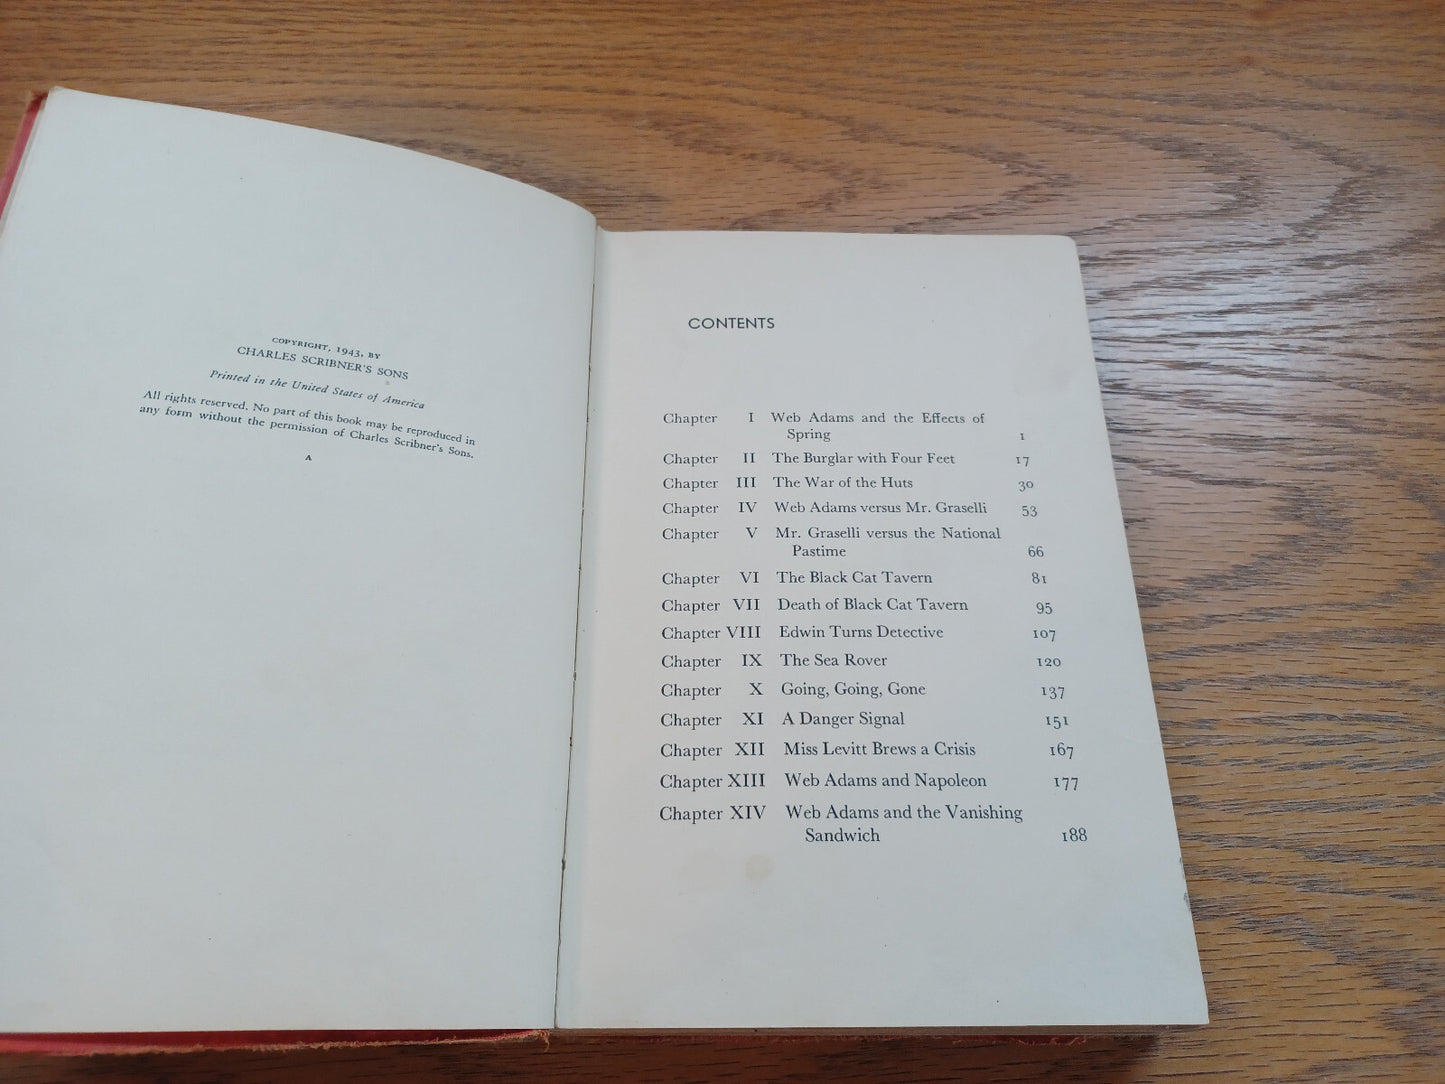 COPYRIGHT, 1943, BY
CHARLES SCRIBNER'S SONS
Printed in the United States of America
All rights reserved. No part of this book may be reproduced in
any form without the permission of Charles Scribner's Sons.
A
CONTENTS
Chapter I Web Adams and the Effects of
Spring 1
Chapter II The Burglar with Four Feet 17
Chapter III The War of the Huts 30
Chapter IV Web Adams versus Mr. Graselli 53
Chapter V Mr. Graselli versus the National
Pastime 66
Chapter VI The Black Cat Tavern 81
Chapter VII Death of Black Cat Tavern 95
Chapter VIII Edwin Turns Detective 107
Chapter IX The Sea Rover 120
Chapter X Going, Going, Gone 137
Chapter XI A Danger Signal 151
Chapter XII Miss Levitt Brews a Crisis 167
Chapter XIII Web Adams and Napoleon 177
Chapter XIV Web Adams and the Vanishing
Sandwich 188